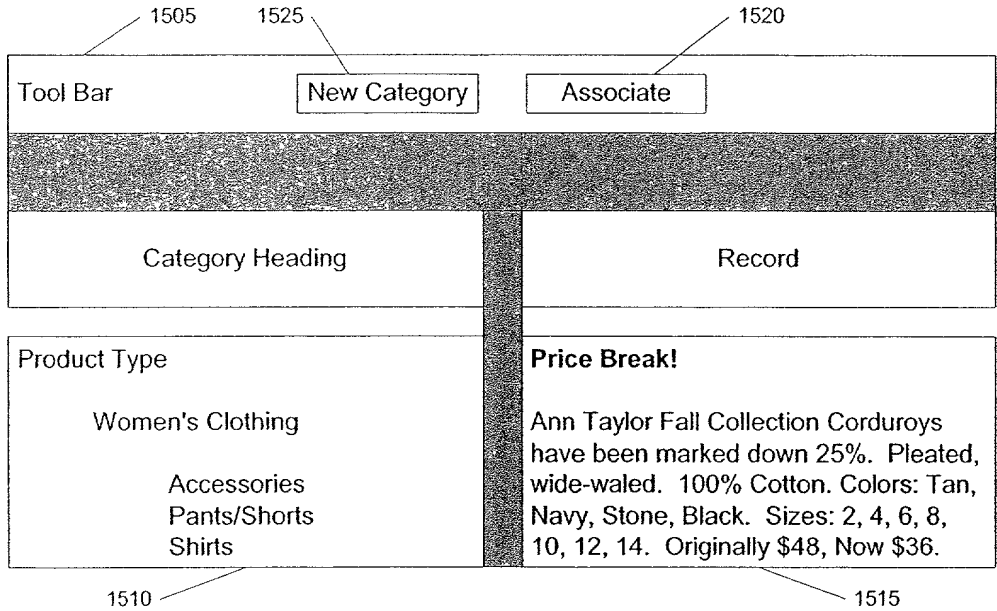 1505 1525 1520
Tool Bar New Category Associate
Category Heading Record
Product Type
Women's Clothing
Accessories
Pants/Shorts
Shirts
Price Break!
Ann Taylor Fall Collection Corduroys
have been marked down 25%. Pleated,
wide-waled. 100% Cotton. Colors: Tan,
Navy, Stone, Black. Sizes: 2, 4, 6, 8,
10, 12, 14. Originally $48, Now $36.
1510 1515